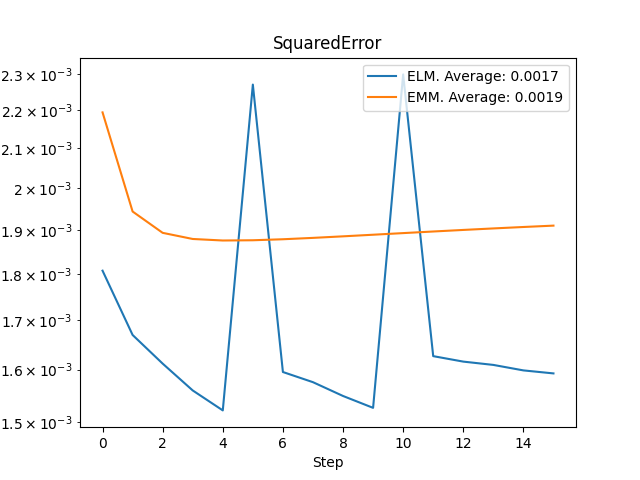 SquaredError
ELM. Average: 0.0017
EMM. Average: 0.0019
2.3 × 10⁻³
2.2 × 10⁻³
2.1 × 10⁻³
2 × 10⁻³
1.9 × 10⁻³
1.8 × 10⁻³
1.7 × 10⁻³
1.6 × 10⁻³
1.5 × 10⁻³
0 2 4 6 8 10 12 14
Step